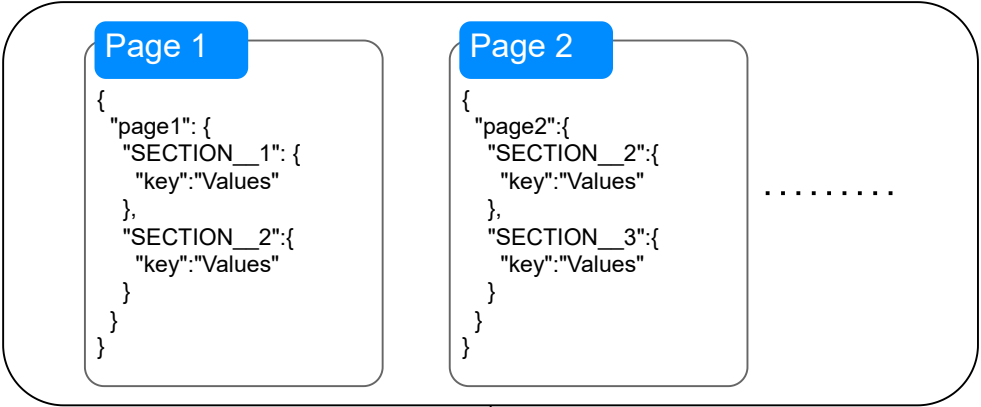 Page 1
{
"page1": {
"SECTION__1": {
"key":"Values"
},
"SECTION__2":{
"key":"Values"
}
}
}
Page 2
{
"page2":{
"SECTION__2":{
"key":"Values"
},
"SECTION__3":{
"key":"Values"
}
}
}
.........